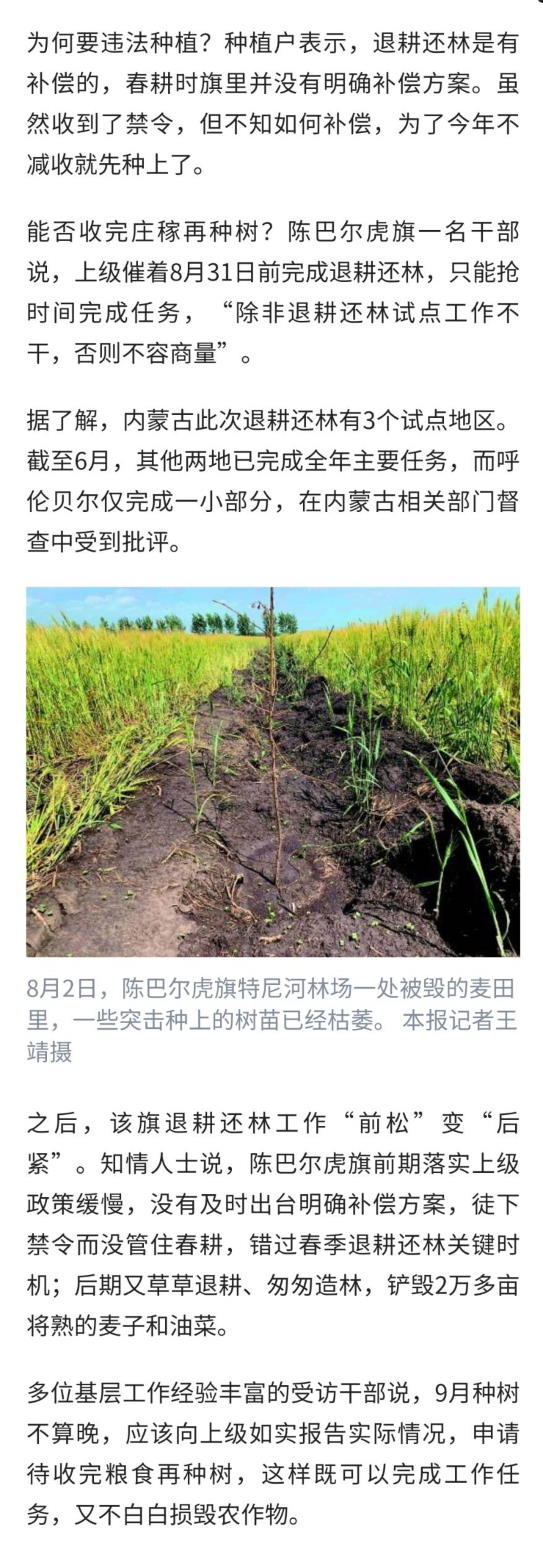 为何要违法种植？种植户表示，退耕还林是有
补偿的，春耕时旗里并没有明确补偿方案。虽
然收到了禁令，但不知如何补偿，为了今年不
减收就先种上了。
能否收完庄稼再种树？陈巴尔虎旗一名干部
说，上级催着8月31日前完成退耕还林，只能抢
时间完成任务，“除非退耕还林试点工作不
干，否则不容商量”。
据了解，内蒙古此次退耕还林有3个试点地区。
截至6月，其他两地已完成全年主要任务，而呼
伦贝尔仅完成一小部分，在内蒙古相关部门督
查中受到批评。
8月2日，陈巴尔虎旗特尼河林场一处被毁的麦田
里，一些突击种上的树苗已经枯萎。 本报记者王
靖摄
之后，该旗退耕还林工作“前松”变“后
紧”。知情人士说，陈巴尔虎旗前期落实上级
政策缓慢，没有及时出台明确补偿方案，徒下
禁令而没管住春耕，错过春季退耕还林关键时
机；后期又草草退耕、匆匆造林，铲毁2万多亩
将熟的麦子和油菜。
多位基层工作经验丰富的受访干部说，9月种树
不算晚，应该向上级如实报告实际情况，申请
待收完粮食再种树，这样既可以完成工作任
务，又不白白损毁农作物。